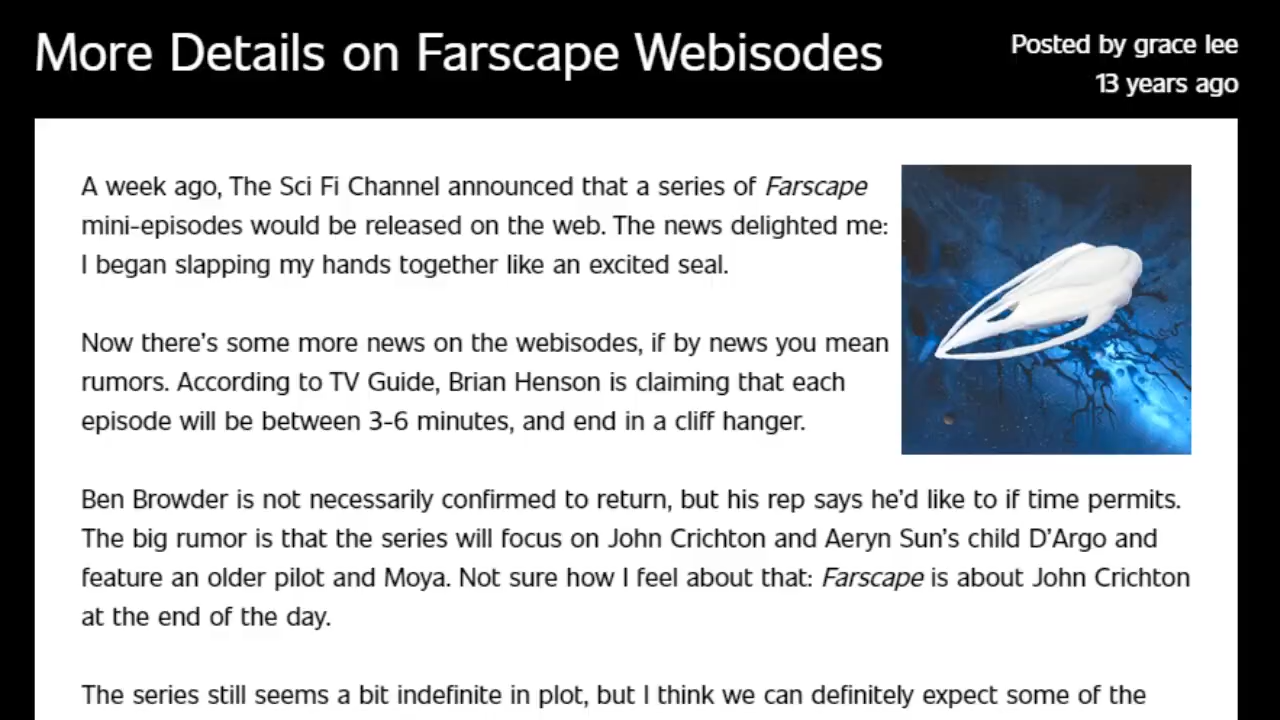 More Details on Farscape Webisodes
Posted by grace lee
13 years ago
A week ago, The Sci Fi Channel announced that a series of Farscape
mini-episodes would be released on the web. The news delighted me:
I began slapping my hands together like an excited seal.
Now there's some more news on the webisodes, if by news you mean
rumors. According to TV Guide, Brian Henson is claiming that each
episode will be between 3-6 minutes, and end in a cliff hanger.
Ben Browder is not necessarily confirmed to return, but his rep says he'd like to if time permits.
The big rumor is that the series will focus on John Crichton and Aeryn Sun's child D'Argo and
feature an older pilot and Moya. Not sure how I feel about that: Farscape is about John Crichton
at the end of the day.
The series still seems a bit indefinite in plot, but I think we can definitely expect some of the